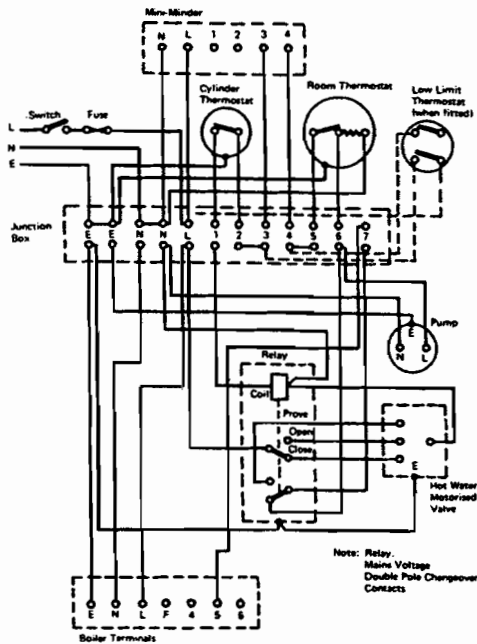 Mini-Minder
N L 1 2 3 4
Cylinder
Thermostat
Room Thermostat
Low Limit
Thermostat
(when fitted)
Switch
Fuse
L
N
E
Junction
Box
E E N N L 1 2 3 4 5 6 7
Pump
E
N L
Relay
Coil
Prove
Open
Close
E
Hot Water
Motorised
Valve
Note: Relay.
Mains Voltage
Double Pole Changeover
Contacts
E N L F 4 5 6
Boiler Terminals